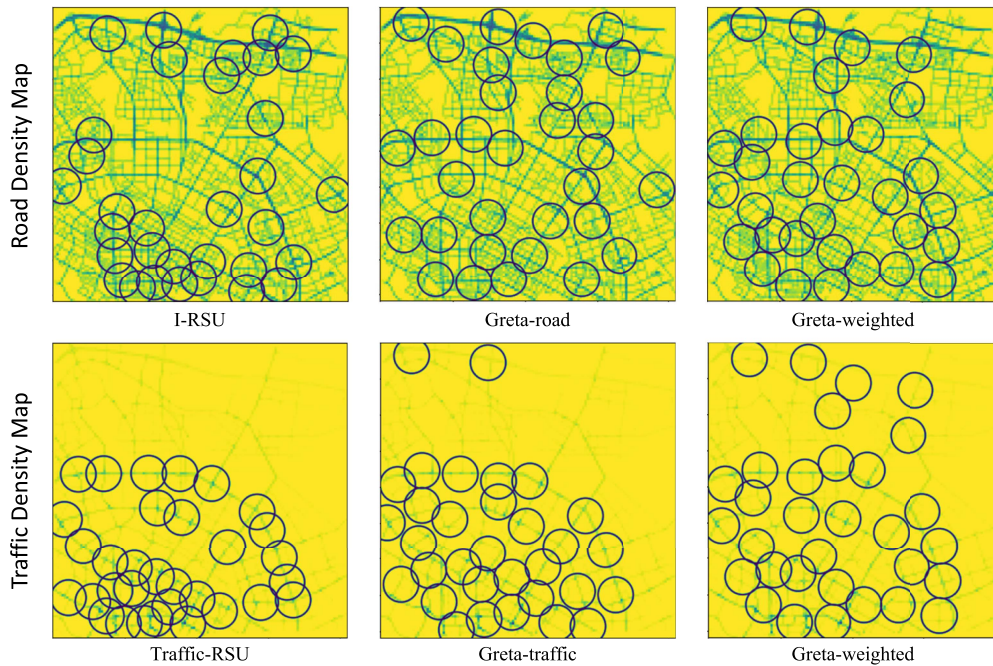 Road Density Map
I-RSU
Greta-road
Greta-weighted
Traffic Density Map
Traffic-RSU
Greta-traffic
Greta-weighted